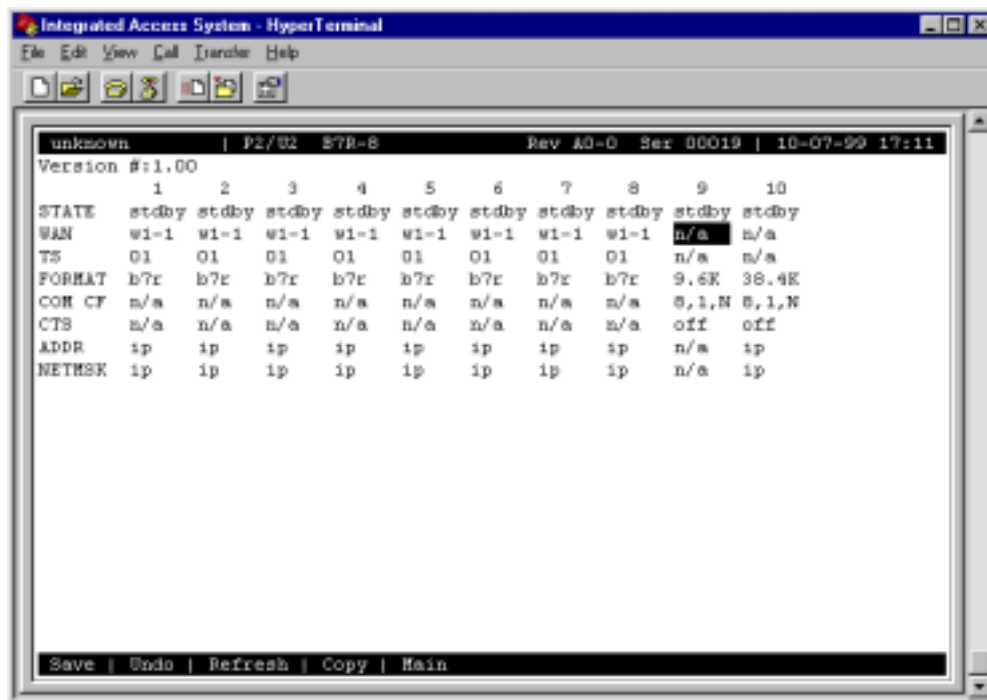 Integrated Access System - HyperTerminal
File Edit View Call Transfer Help
unknown | P2/U2 B7R-8 Rev A0-0 Ser 00019 | 10-07-99 17:11
Version #:1.00
1 2 3 4 5 6 7 8 9 10
STATE stdby stdby stdby stdby stdby stdby stdby stdby stdby stdby
WAN w1-1 w1-1 w1-1 w1-1 w1-1 w1-1 w1-1 w1-1 n/a n/a
TS 01 01 01 01 01 01 01 01 n/a n/a
FORMAT b7r b7r b7r b7r b7r b7r b7r b7r 9.6K 38.4K
COM CF n/a n/a n/a n/a n/a n/a n/a n/a 8,1,N 8,1,N
CTS n/a n/a n/a n/a n/a n/a n/a n/a off off
ADDR ip ip ip ip ip ip ip ip n/a ip
NETMSK ip ip ip ip ip ip ip ip n/a ip
Save | Undo | Refresh | Copy | Main